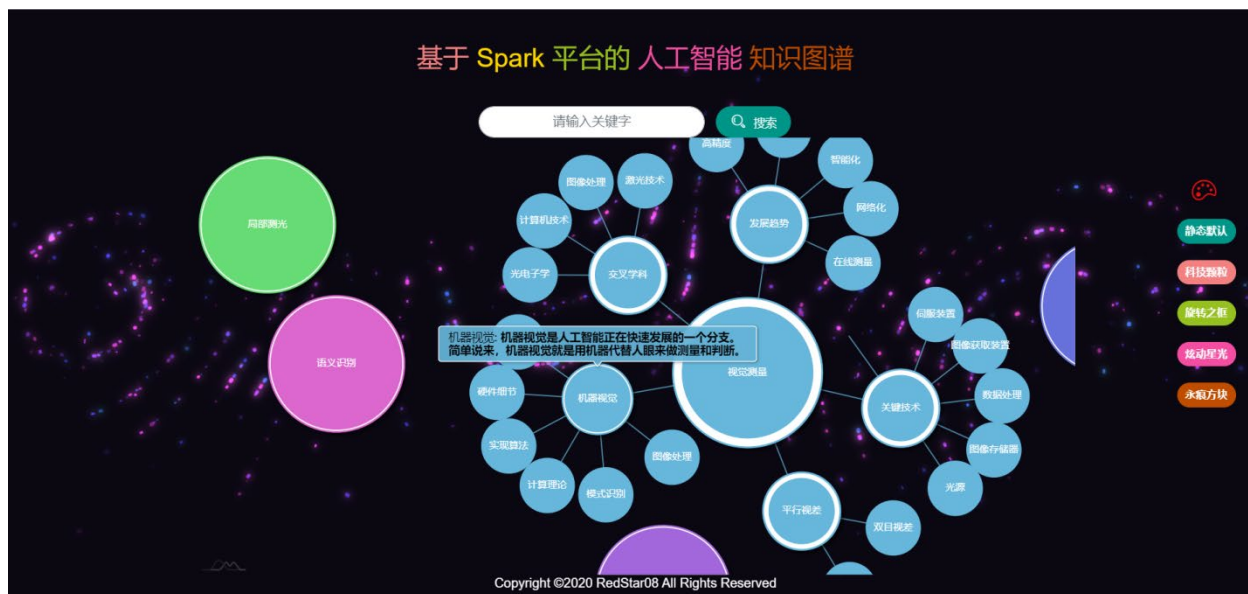 基于 Spark 平台的 人工智能 知识图谱
请输入关键字
搜索
高精度
智能化
图像处理
激光技术
网络化
计算机技术
发展趋势
局部测光
静态默认
在线测量
光电子学
交叉学科
科技颗粒
伺服装置
旋转之框
机器视觉: 机器视觉是人工智能正在快速发展的一个分支。
简单说来，机器视觉就是用机器代替人眼来做测量和判断。
图像获取装置
炫动星光
语义识别
视觉测量
硬件细节
机器视觉
关键技术
数据处理
永痕方块
实现算法
图像处理
图像存储器
计算理论
模式识别
光源
平行视差
双目视差
Copyright ©2020 RedStar08 All Rights Reserved